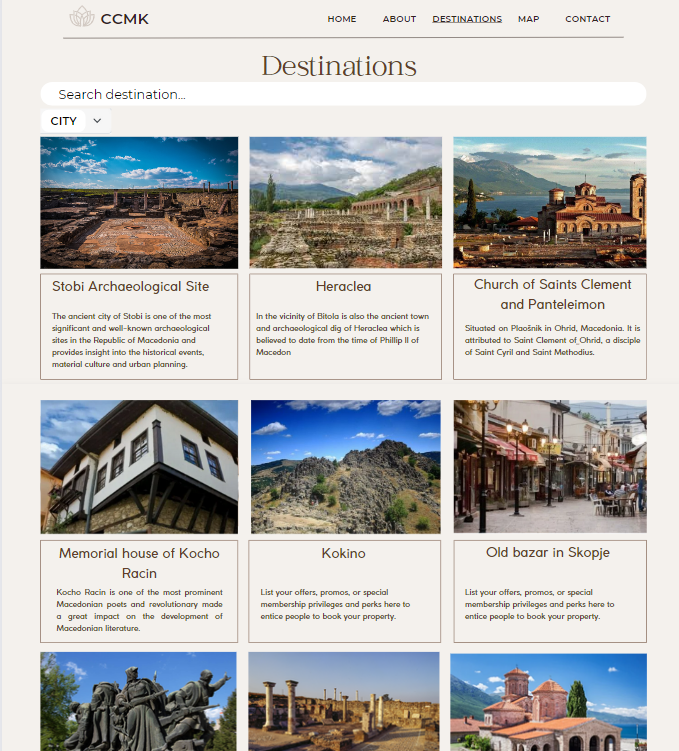 CCMK
HOME ABOUT DESTINATIONS MAP CONTACT
Destinations
Search destination...
CITY
Stobi Archaeological Site
The ancient city of Stobi is one of the most
significant and well-known archaeological
sites in the Republic of Macedonia and
provides insight into the historical events,
material culture and urban planning.
Heraclea
In the vicinity of Bitola is also the ancient town
and archaeological dig of Heraclea which is
believed to date from the time of Phillip II of
Macedon
Church of Saints Clement
and Panteleimon
Situated on Plaošnik in Ohrid, Macedonia. It is
attributed to Saint Clement of Ohrid, a disciple
of Saint Cyril and Saint Methodius.
Memorial house of Kocho
Racin
Kocho Racin is one of the most prominent
Macedonian poets and revolutionary made
a great impact on the development of
Macedonian literature.
Kokino
List your offers, promos, or special
membership privileges and perks here to
entice people to book your property.
Old bazar in Skopje
List your offers, promos, or special
membership privileges and perks here to
entice people to book your property.